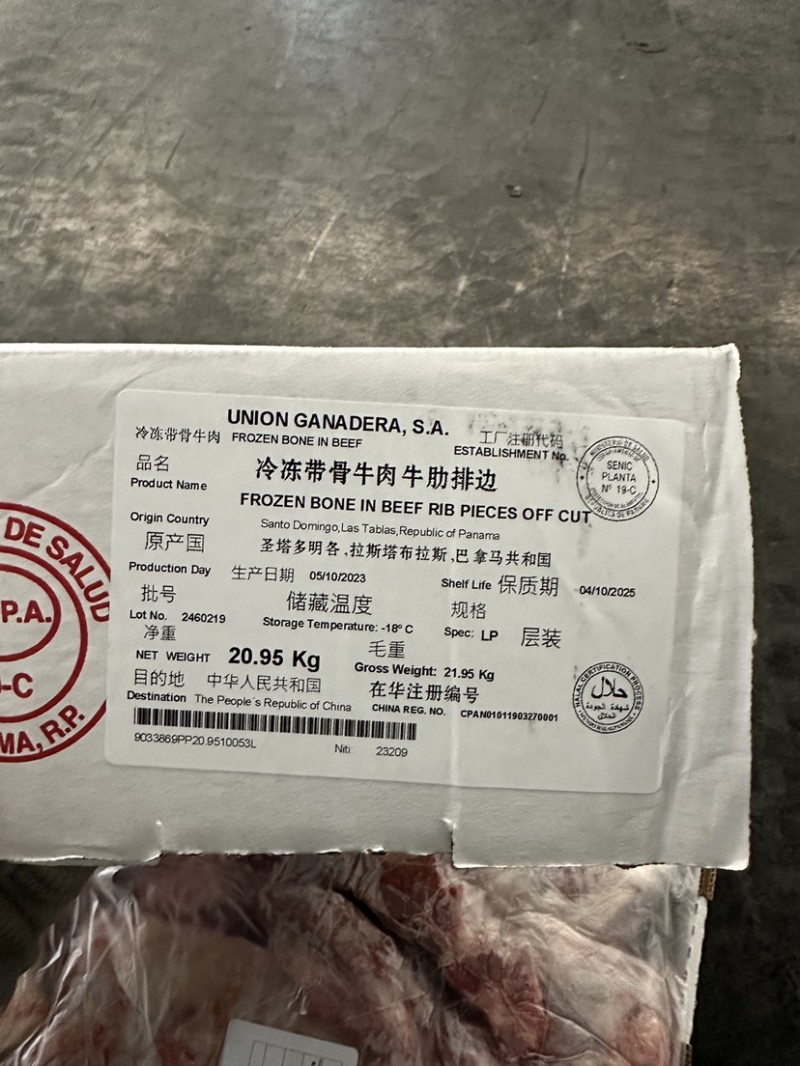 UNION GANADERA, S.A.
冷冻带骨牛肉 FROZEN BONE IN BEEF
工厂注册代码
ESTABLISHMENT No.
SENIC
PLANTA
Nº 19-C
品名
Product Name
冷冻带骨牛肉牛肋排边
FROZEN BONE IN BEEF RIB PIECES OFF CUT
Origin Country
原产国
Santo Domingo,Las Tablas,Republic of Panama
圣塔多明各,拉斯塔布拉斯,巴拿马共和国
Production Day 生产日期 05/10/2023
Shelf Life 保质期 04/10/2025
批号
Lot No. 2460219
储藏温度
Storage Temperature: -18º C
规格
Spec: LP 层装
净重
NET WEIGHT 20.95 Kg
毛重
Gross Weight: 21.95 Kg
目的地 中华人民共和国
Destination The People´s Republic of China
在华注册编号
CHINA REG. NO. CPAN01011903270001
HALAL CERTIFICATION PROCESS
حلال
شهادة الجودة
الحلال
9033869PP20.9510053L
Niti: 23209
DE SALUD
P.A.
-C
MA, R.P.